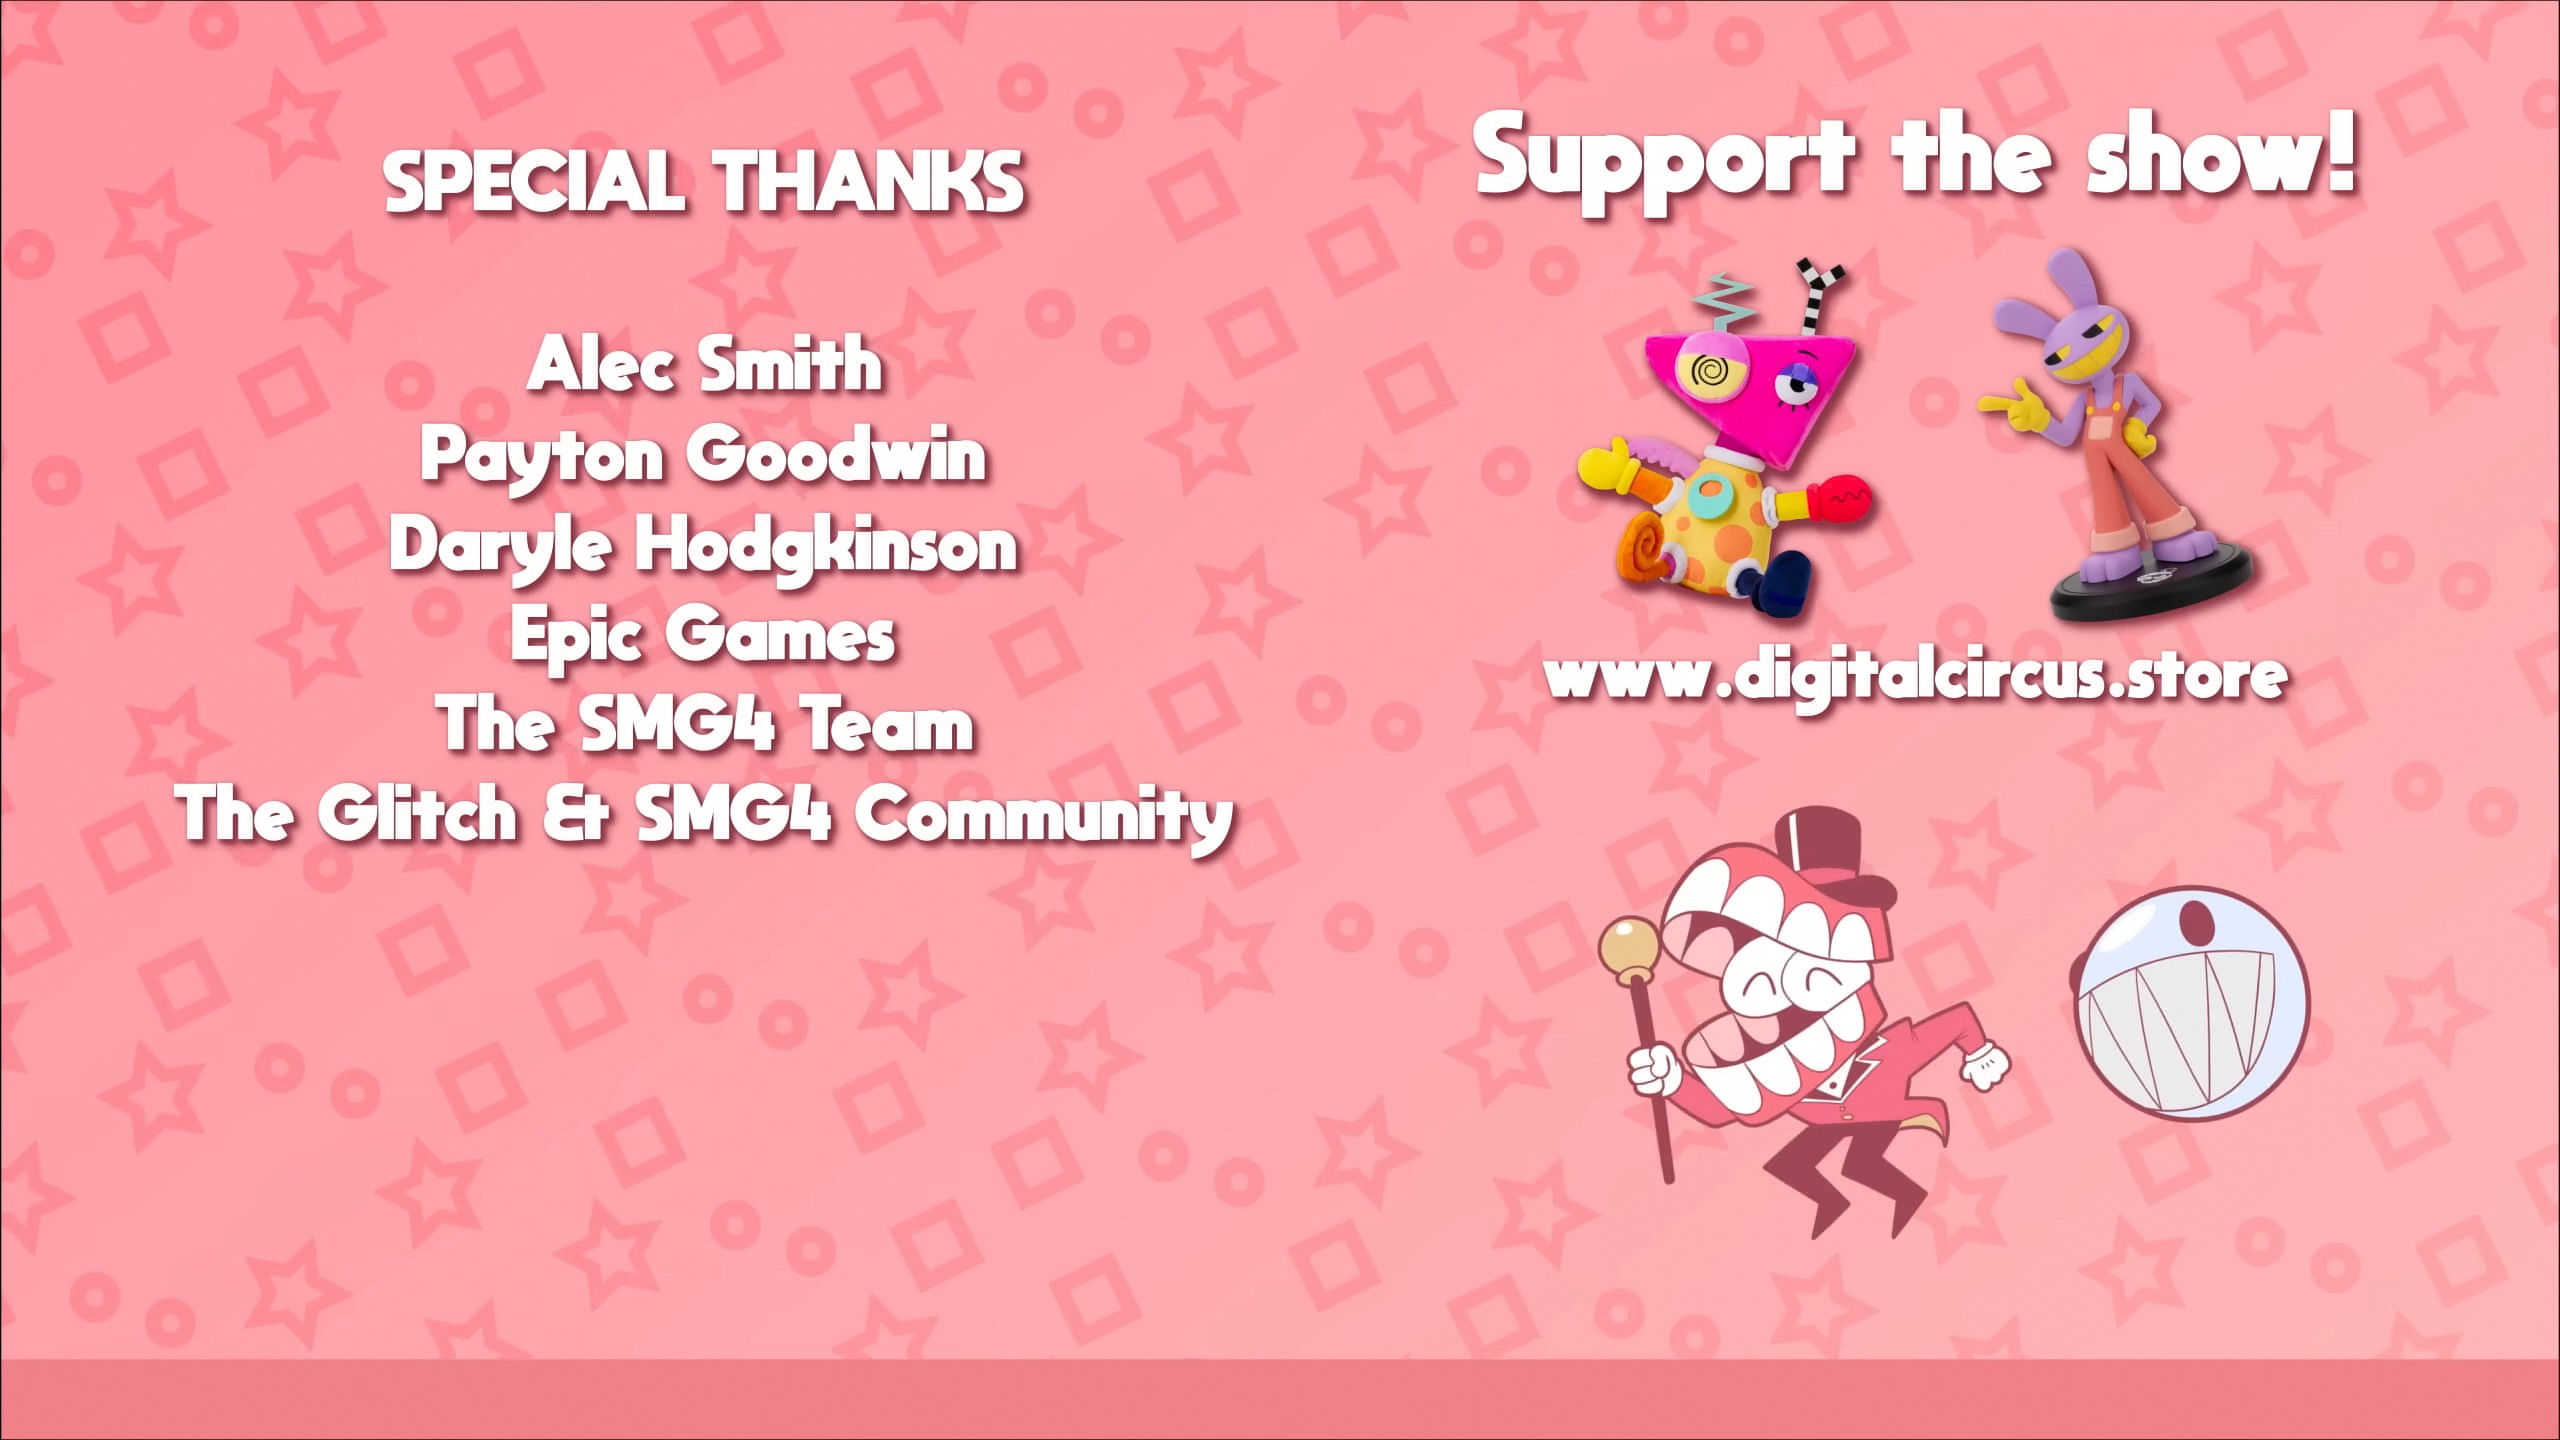 SPECIAL THANKS
Alec Smith
Payton Goodwin
Daryle Hodgkinson
Epic Games
The SMG4 Team
The Glitch & SMG4 Community
Support the show!
www.digitalcircus.store